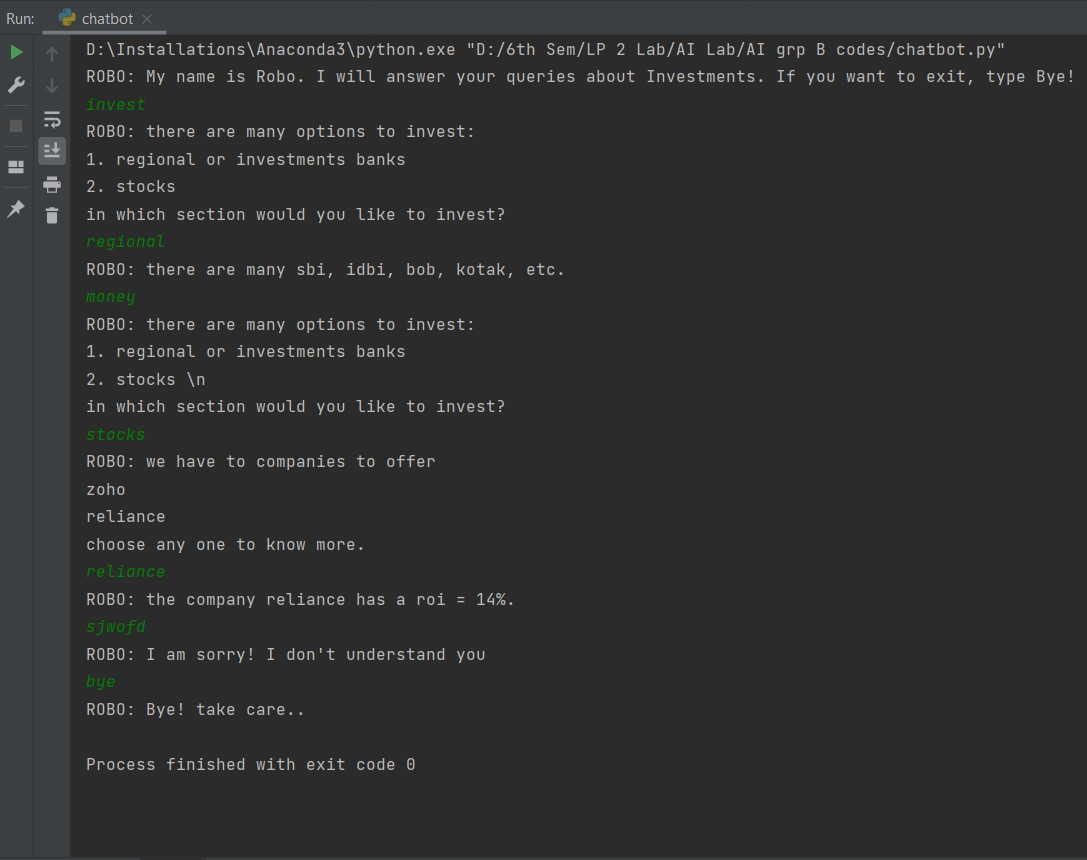 Run: chatbot
D:\Installations\Anaconda3\python.exe "D:/6th Sem/LP 2 Lab/AI Lab/AI grp B codes/chatbot.py"
ROBO: My name is Robo. I will answer your queries about Investments. If you want to exit, type Bye!
invest
ROBO: there are many options to invest:
1. regional or investments banks
2. stocks
in which section would you like to invest?
regional
ROBO: there are many sbi, idbi, bob, kotak, etc.
money
ROBO: there are many options to invest:
1. regional or investments banks
2. stocks \n
in which section would you like to invest?
stocks
ROBO: we have to companies to offer
zoho
reliance
choose any one to know more.
reliance
ROBO: the company reliance has a roi = 14%.
sjwofd
ROBO: I am sorry! I don't understand you
bye
ROBO: Bye! take care..
Process finished with exit code 0